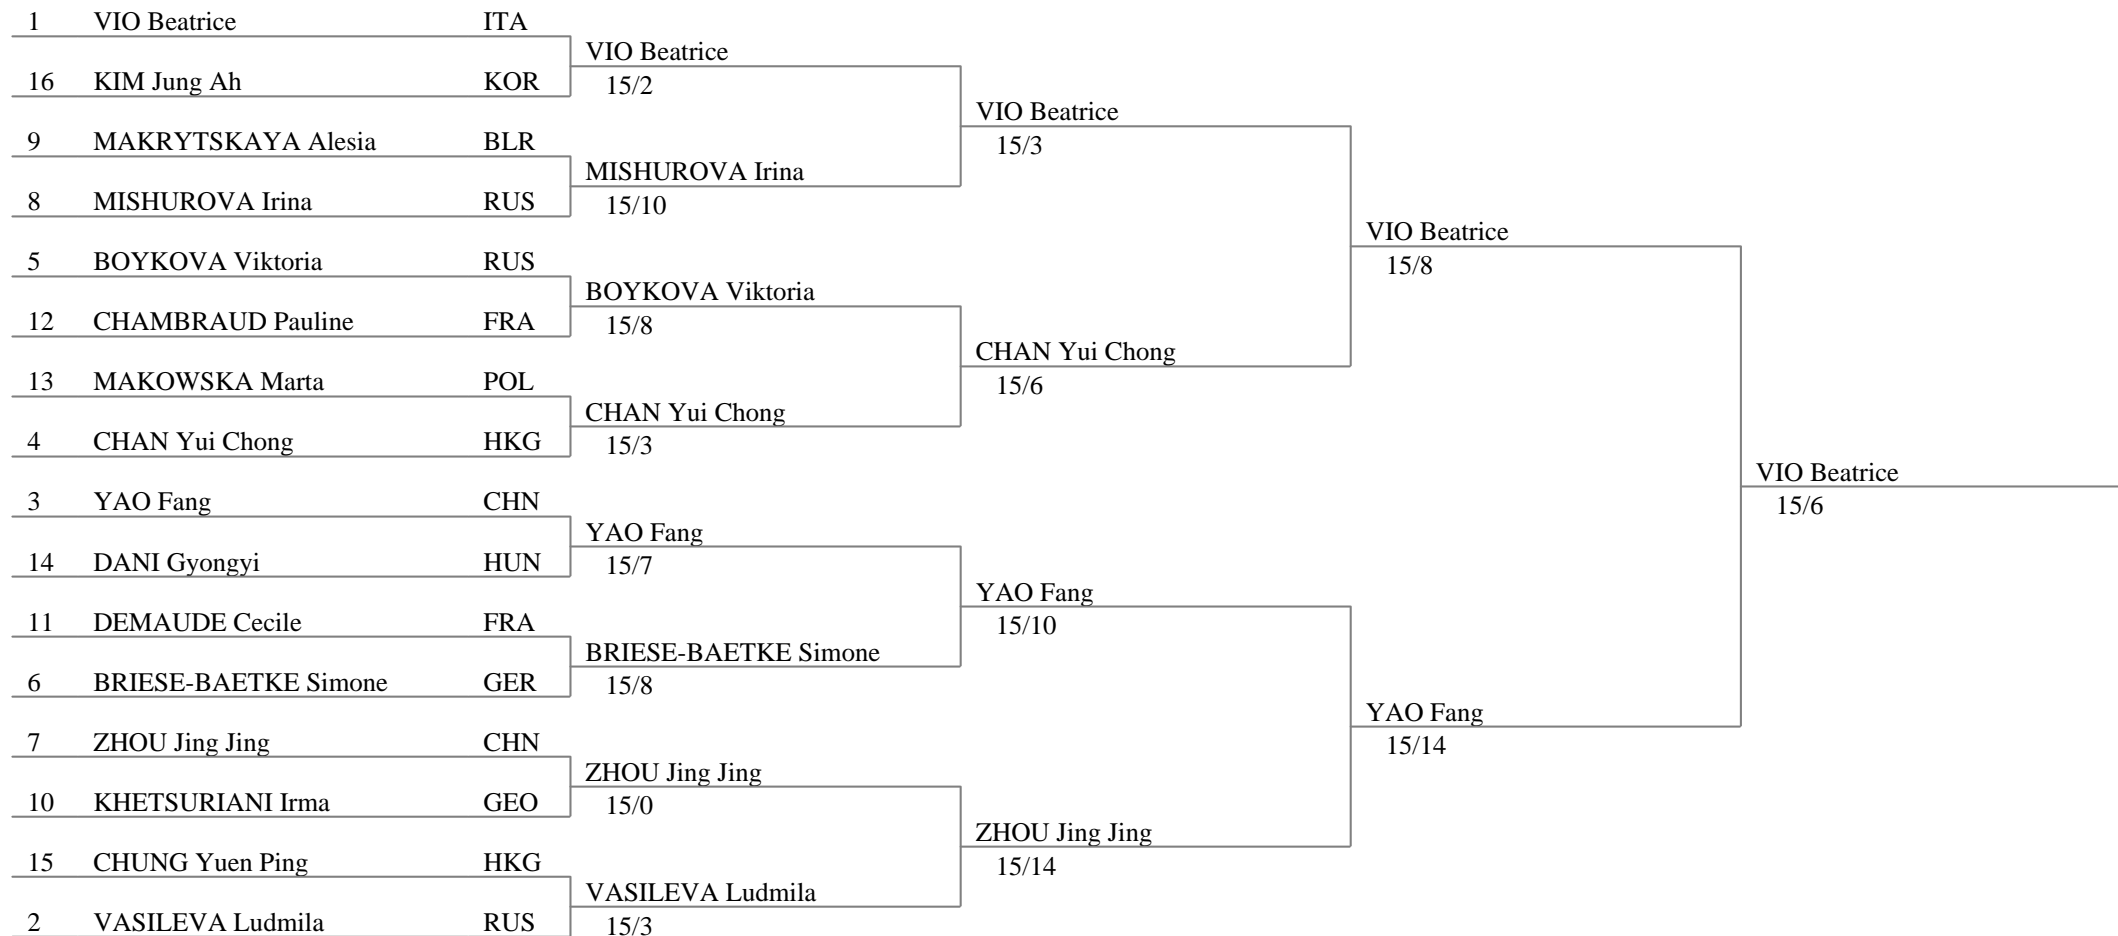 1 VIO Beatrice ITA
VIO Beatrice
16 KIM Jung Ah KOR
15/2
VIO Beatrice
9 MAKRYTSKAYA Alesia BLR
15/3
MISHUROVA Irina
8 MISHUROVA Irina RUS
15/10
VIO Beatrice
5 BOYKOVA Viktoria RUS
15/8
BOYKOVA Viktoria
12 CHAMBRAUD Pauline FRA
15/8
CHAN Yui Chong
13 MAKOWSKA Marta POL
15/6
CHAN Yui Chong
4 CHAN Yui Chong HKG
15/3
VIO Beatrice
3 YAO Fang CHN
15/6
YAO Fang
14 DANI Gyongyi HUN
15/7
YAO Fang
11 DEMAUDE Cecile FRA
15/10
BRIESE-BAETKE Simone
6 BRIESE-BAETKE Simone GER
15/8
YAO Fang
7 ZHOU Jing Jing CHN
15/14
ZHOU Jing Jing
10 KHETSURIANI Irma GEO
15/0
ZHOU Jing Jing
15 CHUNG Yuen Ping HKG
15/14
VASILEVA Ludmila
2 VASILEVA Ludmila RUS
15/3